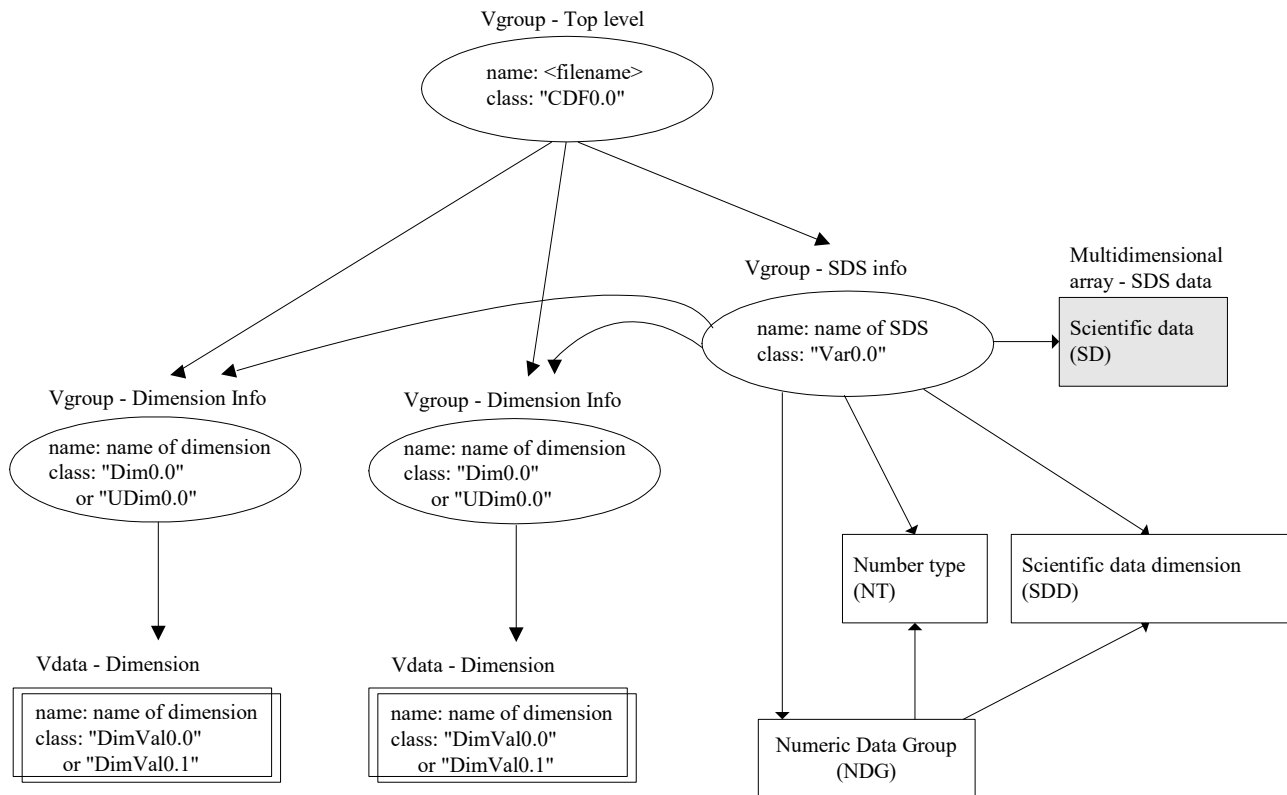 Vgroup - Top level
name: <filename>
class: "CDF0.0"
Vgroup - SDS info
Multidimensional
array - SDS data
name: name of SDS
class: "Var0.0"
Scientific data
(SD)
Vgroup - Dimension Info
Vgroup - Dimension Info
name: name of dimension
class: "Dim0.0"
or "UDim0.0"
name: name of dimension
class: "Dim0.0"
or "UDim0.0"
Number type
(NT)
Scientific data dimension
(SDD)
Vdata - Dimension
Vdata - Dimension
name: name of dimension
class: "DimVal0.0"
or "DimVal0.1"
name: name of dimension
class: "DimVal0.0"
or "DimVal0.1"
Numeric Data Group
(NDG)